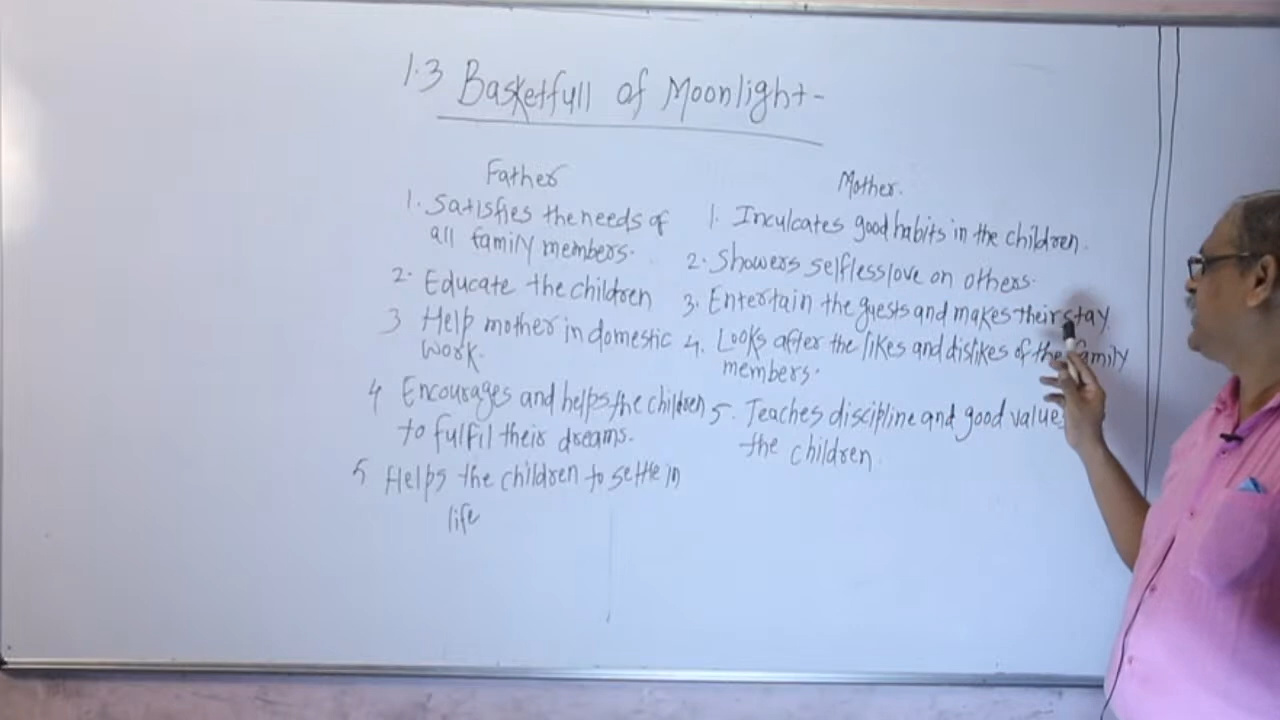 1.3 Basketfull of Moonlight-
Father
1. Satisfies the needs of
all family members.
2. Educate the children
3 Help mother in domestic
work.
4 Encourages and helps the children
to fulfil their dreams.
5 Helps the children to settle in
life
Mother.
1. Inculcates good habits in the children.
2. Showers selfless love on others.
3. Entertain the guests and makes their stay
4. Looks after the likes and dislikes of the family
members.
5. Teaches discipline and good value
the children.